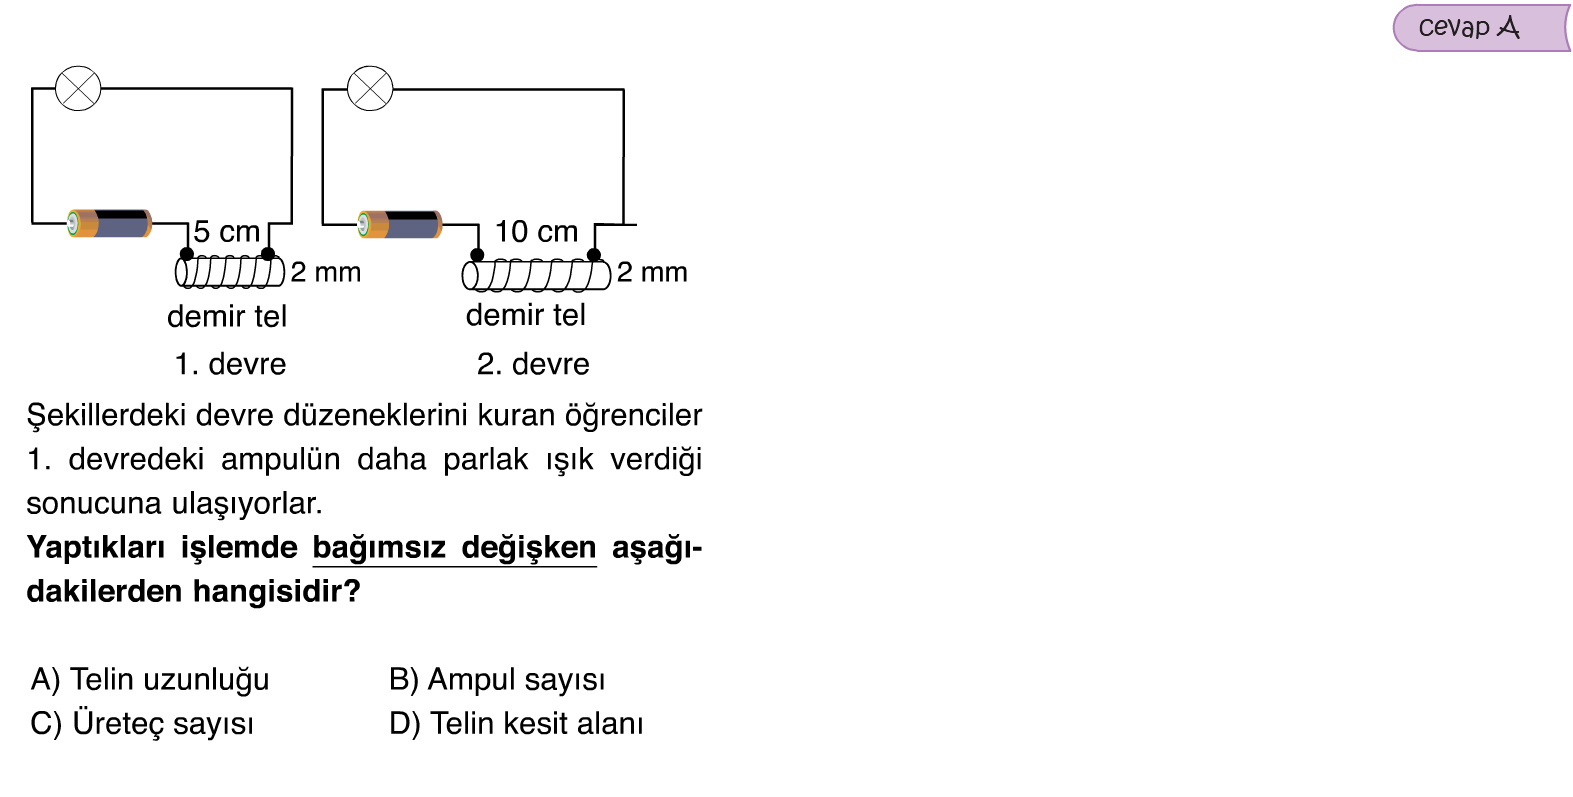 cevap A
5 cm
2 mm
demir tel
1. devre
10 cm
2 mm
demir tel
2. devre
Şekillerdeki devre düzeneklerini kuran öğrenciler
1. devredeki ampulün daha parlak ışık verdiği
sonucuna ulaşıyorlar.
Yaptıkları işlemde bağımsız değişken aşağı-
dakilerden hangisidir?
A) Telin uzunluğu
B) Ampul sayısı
C) Üreteç sayısı
D) Telin kesit alanı